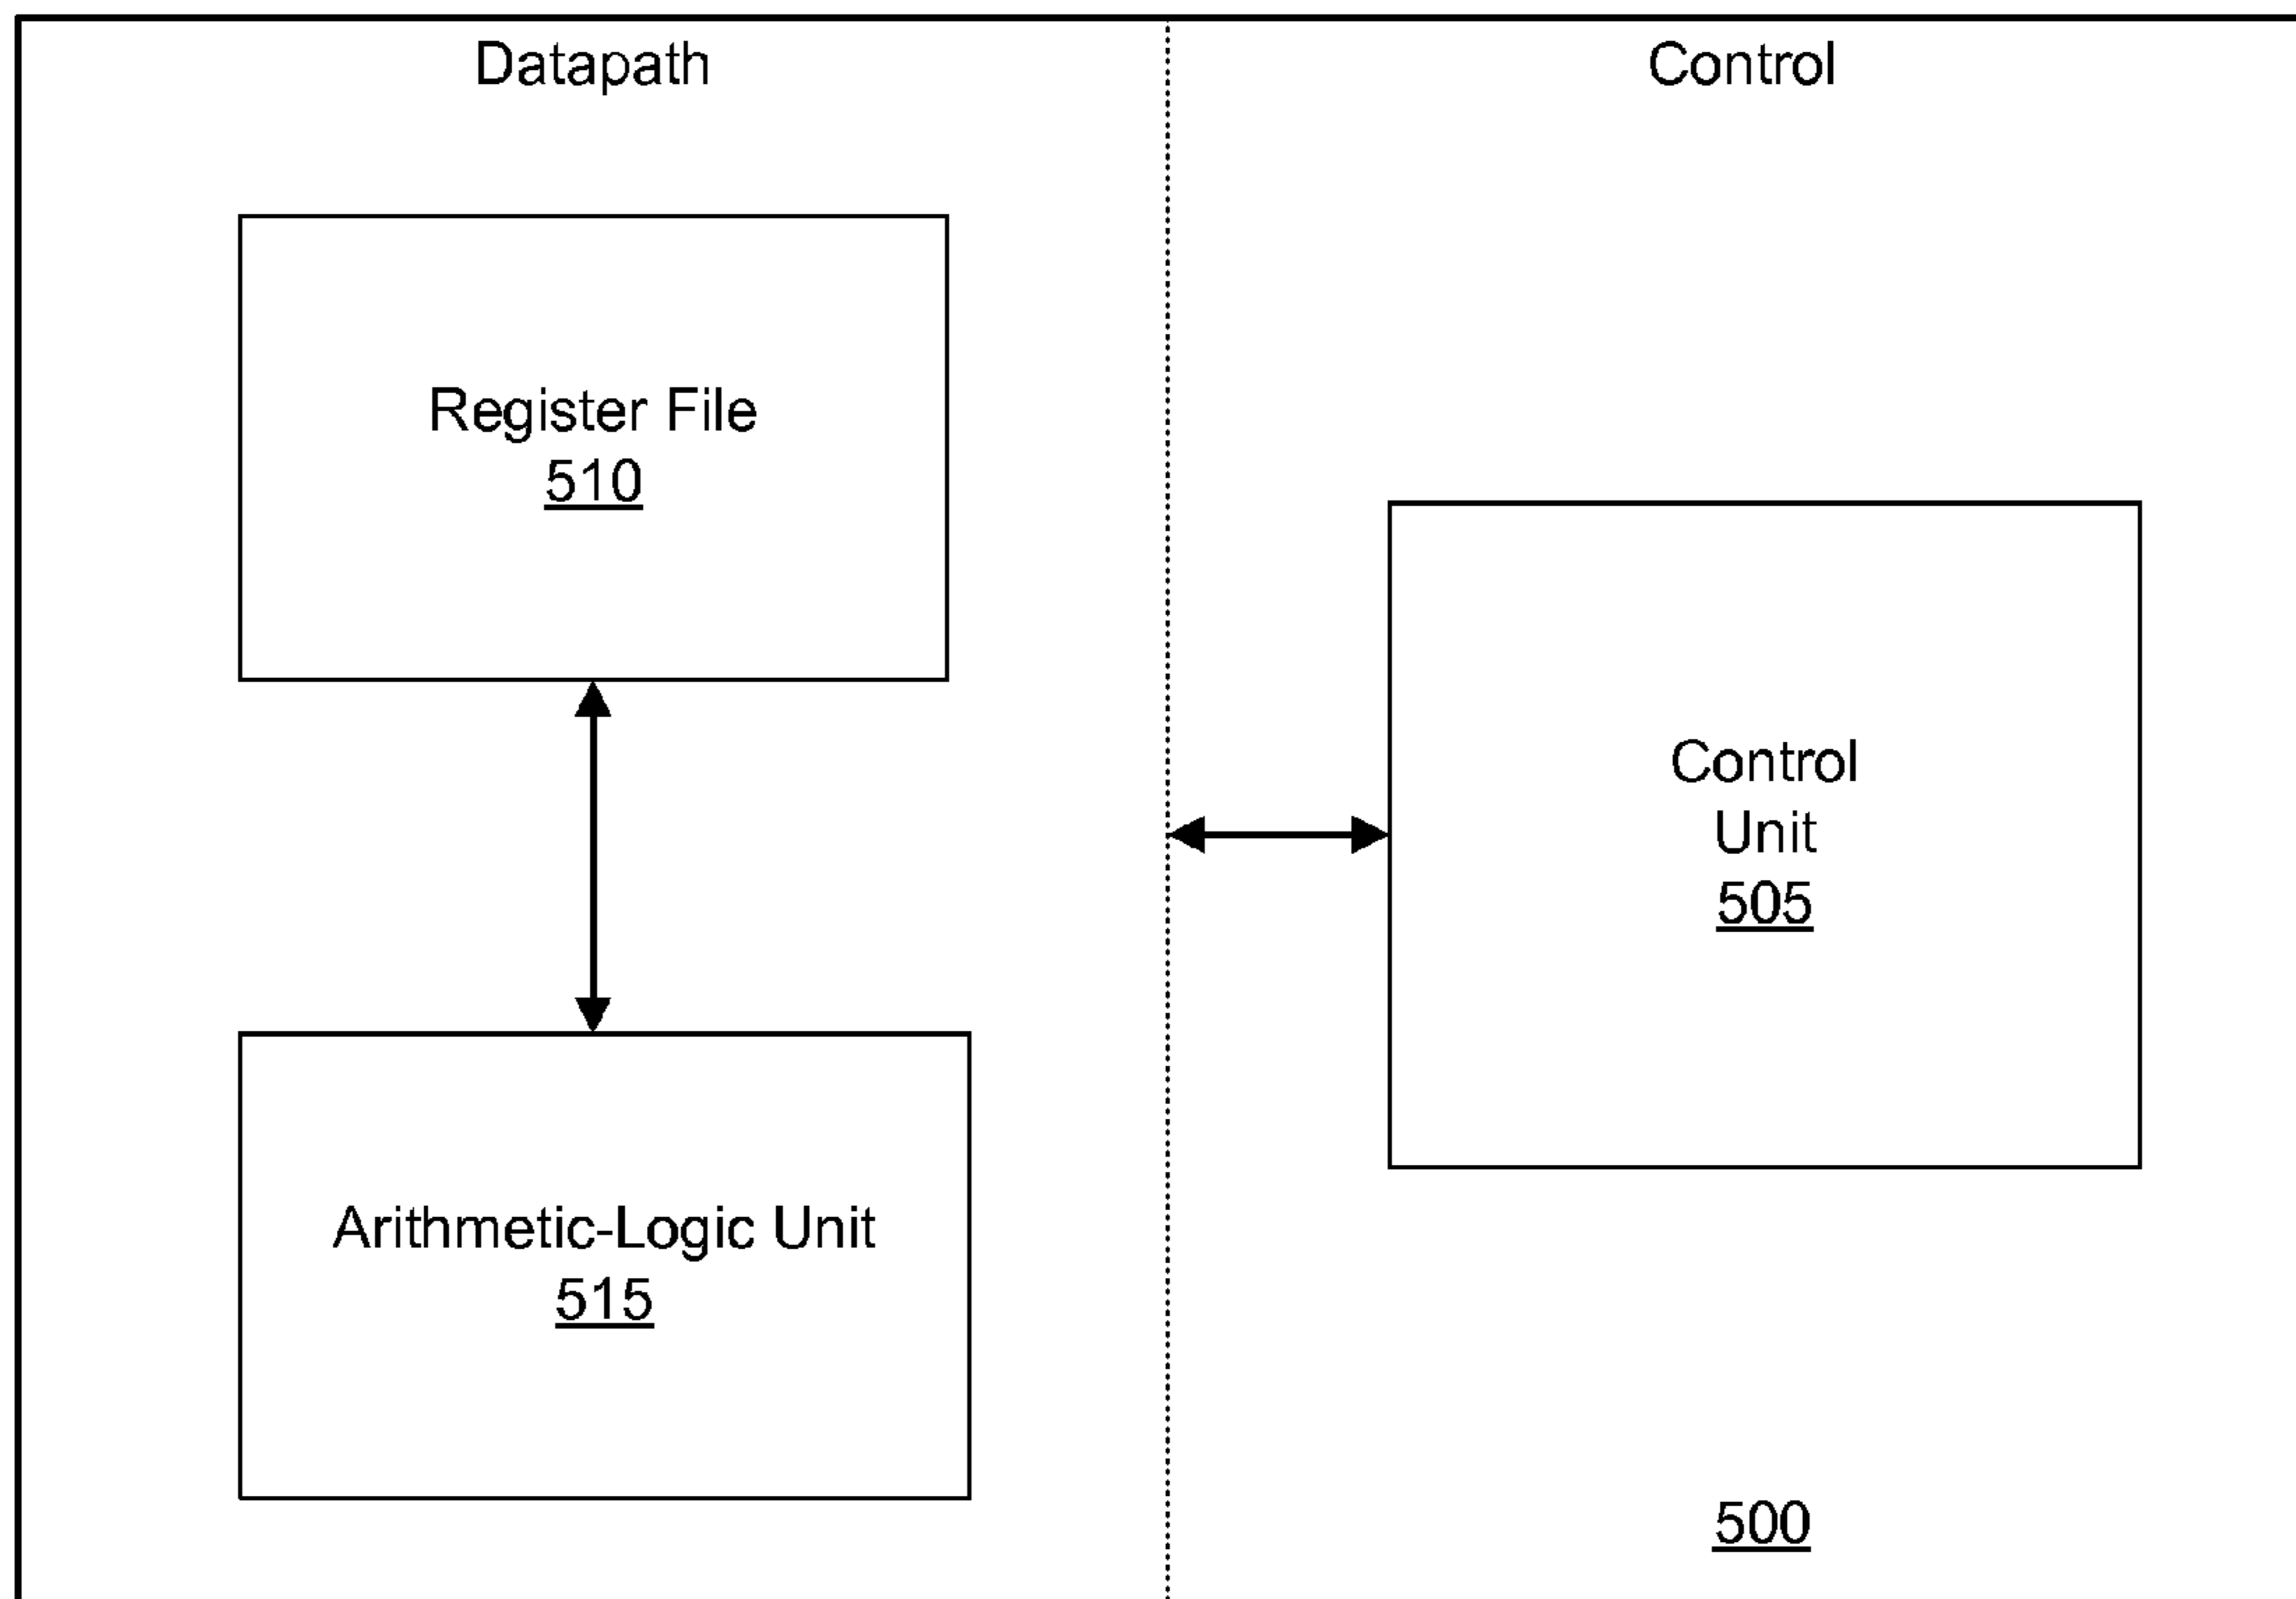 Datapath
Control
Register File
510
Control
Unit
505
Arithmetic-Logic Unit
515
500